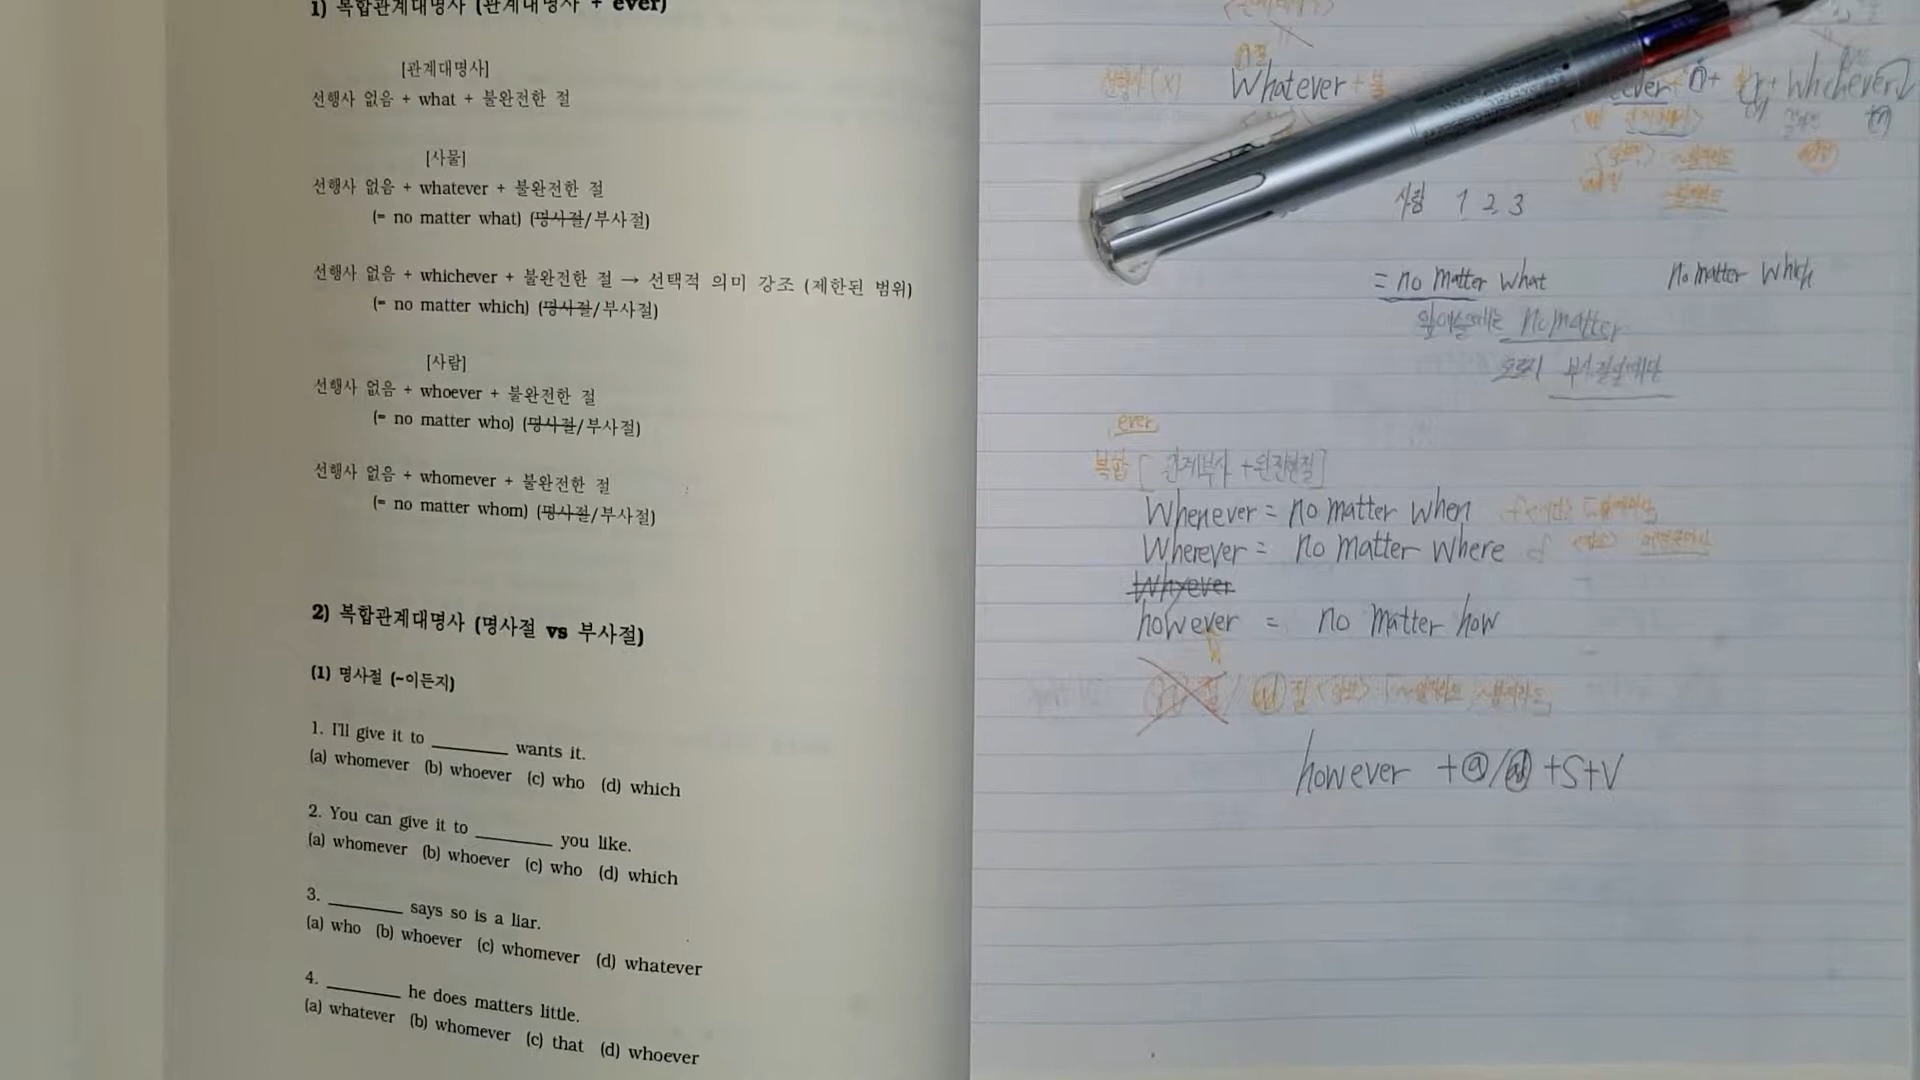 1) 복합관계대명사 (관계대명사 + ever)
[관계대명사]
선행사 없음 + what + 불완전한 절
[사물]
선행사 없음 + whatever + 불완전한 절
(= no matter what) (명사절/부사절)
선행사 없음 + whichever + 불완전한 절 → 선택적 의미 강조 (제한된 범위)
(= no matter which) (명사절/부사절)
[사람]
선행사 없음 + whoever + 불완전한 절
(= no matter who) (명사절/부사절)
선행사 없음 + whomever + 불완전한 절
(= no matter whom) (명사절/부사절)
2) 복합관계대명사 (명사절 vs 부사절)
(1) 명사절 (~이든지)
1. I'll give it to ________ wants it.
(a) whomever (b) whoever (c) who (d) which
2. You can give it to ________ you like.
(a) whomever (b) whoever (c) who (d) which
3. ________ says so is a liar.
(a) who (b) whoever (c) whomever (d) whatever
4. ________ he does matters little.
(a) whatever (b) whomever (c) that (d) whoever
선행사(X) Whatever + whichever
사람 1 2 3
= no matter what no matter which
no matter
오로지
ever
복합 [관계부사 + 완전한절]
Whenever = no matter when
Wherever = no matter where
Whyever
however = no matter how
however + ⓐ/ad + S+V